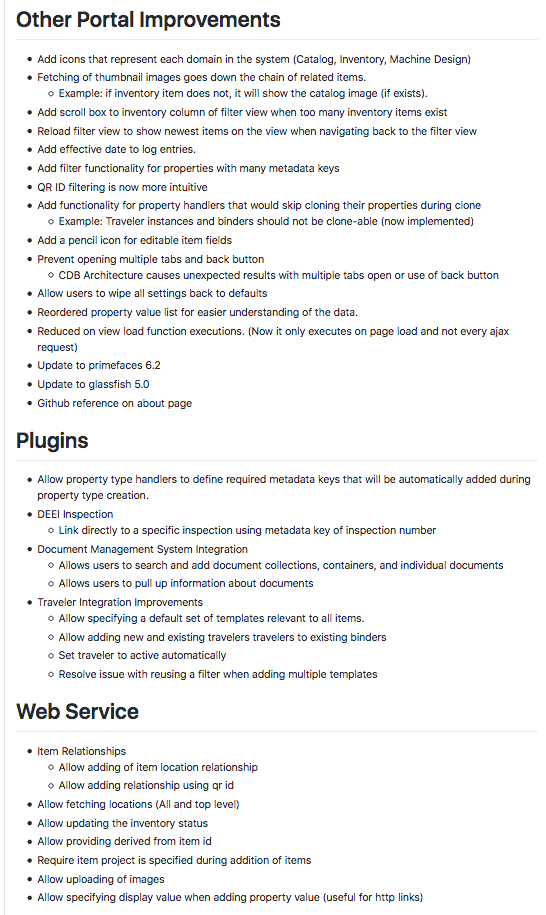 Other Portal Improvements
Add icons that represent each domain in the system (Catalog, Inventory, Machine Design)
Fetching of thumbnail images goes down the chain of related items.
Example: if inventory item does not, it will show the catalog image (if exists).
Add scroll box to inventory column of filter view when too many inventory items exist
Reload filter view to show newest items on the view when navigating back to the filter view
Add effective date to log entries.
Add filter functionality for properties with many metadata keys
QR ID filtering is now more intuitive
Add functionality for property handlers that would skip cloning their properties during clone
Example: Traveler instances and binders should not be clone-able (now implemented)
Add a pencil icon for editable item fields
Prevent opening multiple tabs and back button
CDB Architecture causes unexpected results with multiple tabs open or use of back button
Allow users to wipe all settings back to defaults
Reordered property value list for easier understanding of the data.
Reduced on view load function executions. (Now it only executes on page load and not every ajax
request)
Update to primefaces 6.2
Update to glassfish 5.0
Github reference on about page
Plugins
Allow property type handlers to define required metadata keys that will be automatically added during
property type creation.
DEEI Inspection
Link directly to a specific inspection using metadata key of inspection number
Document Management System Integration
Allows users to search and add document collections, containers, and individual documents
Allows users to pull up information about documents
Traveler Integration Improvements
Allow specifying a default set of templates relevant to all items.
Allow adding new and existing travelers travelers to existing binders
Set traveler to active automatically
Resolve issue with reusing a filter when adding multiple templates
Web Service
Item Relationships
Allow adding of item location relationship
Allow adding relationship using qr id
Allow fetching locations (All and top level)
Allow updating the inventory status
Allow providing derived from item id
Require item project is specified during addition of items
Allow uploading of images
Allow specifying display value when adding property value (useful for http links)